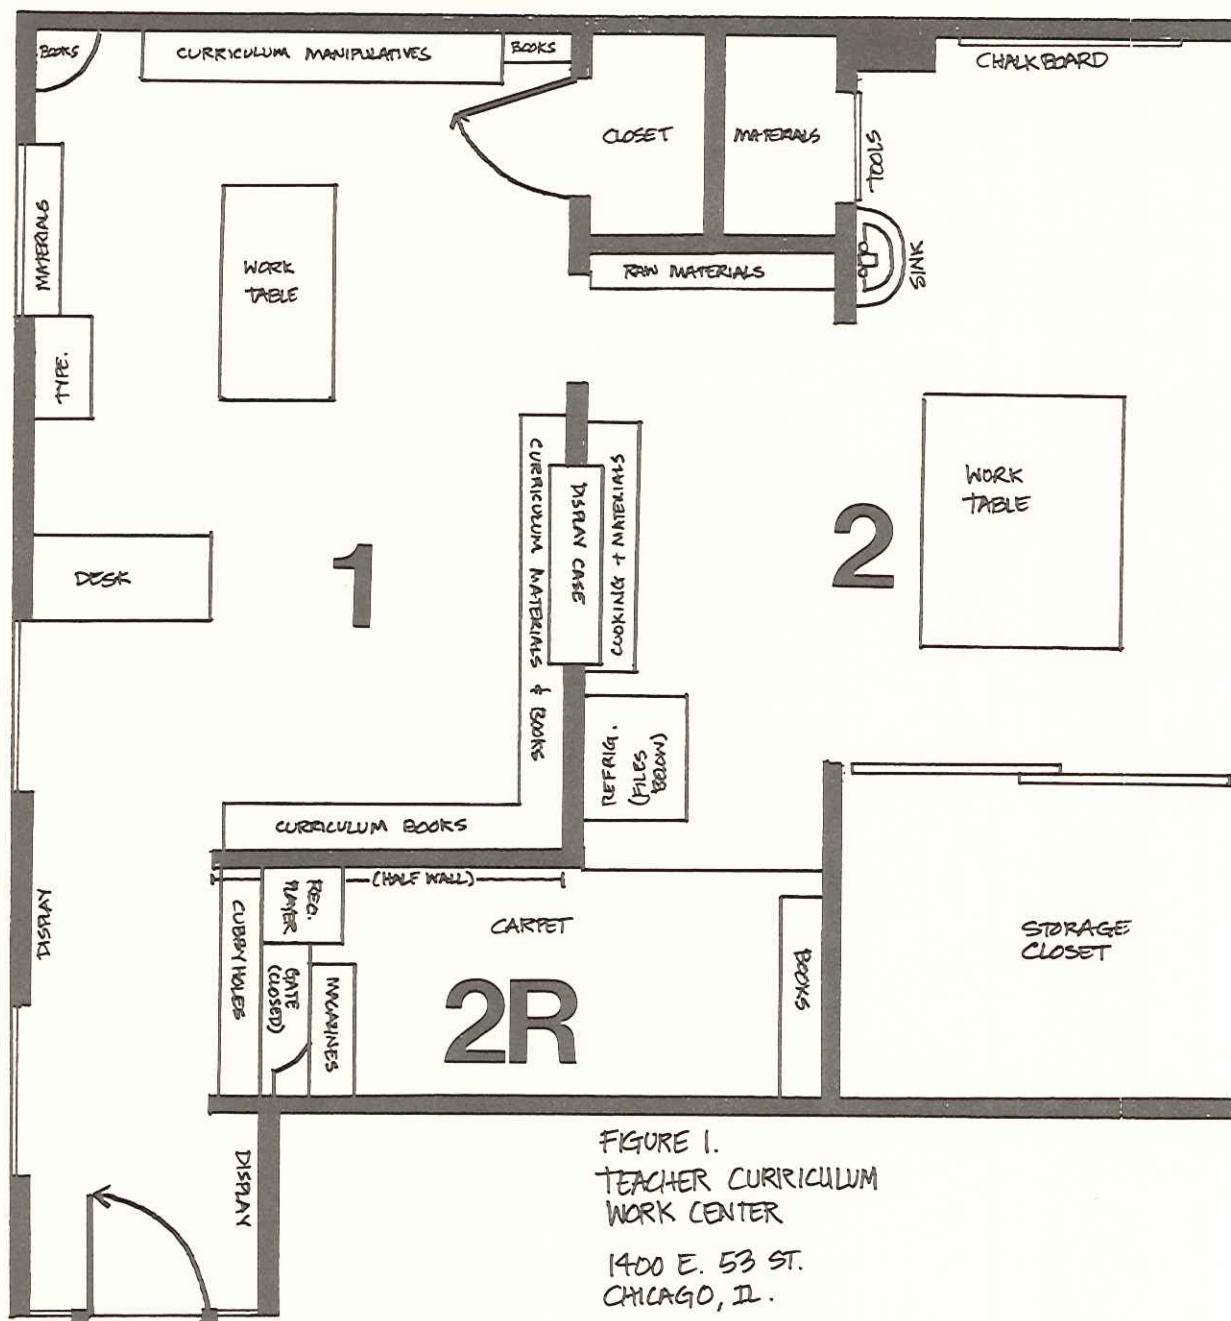 BOOKS
CURRICULUM MANIPULATIVES
BOOKS
CHALKBOARD
CLOSET
MATERIALS
TOOLS
MATERIALS
WORK
TABLE
RAW MATERIALS
SINK
TYPE.
CURRICULUM MATERIALS & BOOKS
DISPLAY CASE
COOKING + MATERIALS
WORK
TABLE
DESK
1
2
REFRIG.
(FILES
BELOW)
CURRICULUM BOOKS
(HALF WALL)
REC.
PLAYER
CUBBYHOLES
GATE
(CLOSED)
MAGAZINES
CARPET
2R
BOOKS
STORAGE
CLOSET
DISPLAY
DISPLAY
FIGURE 1.
TEACHER CURRICULUM
WORK CENTER
1400 E. 53 ST.
CHICAGO, IL.